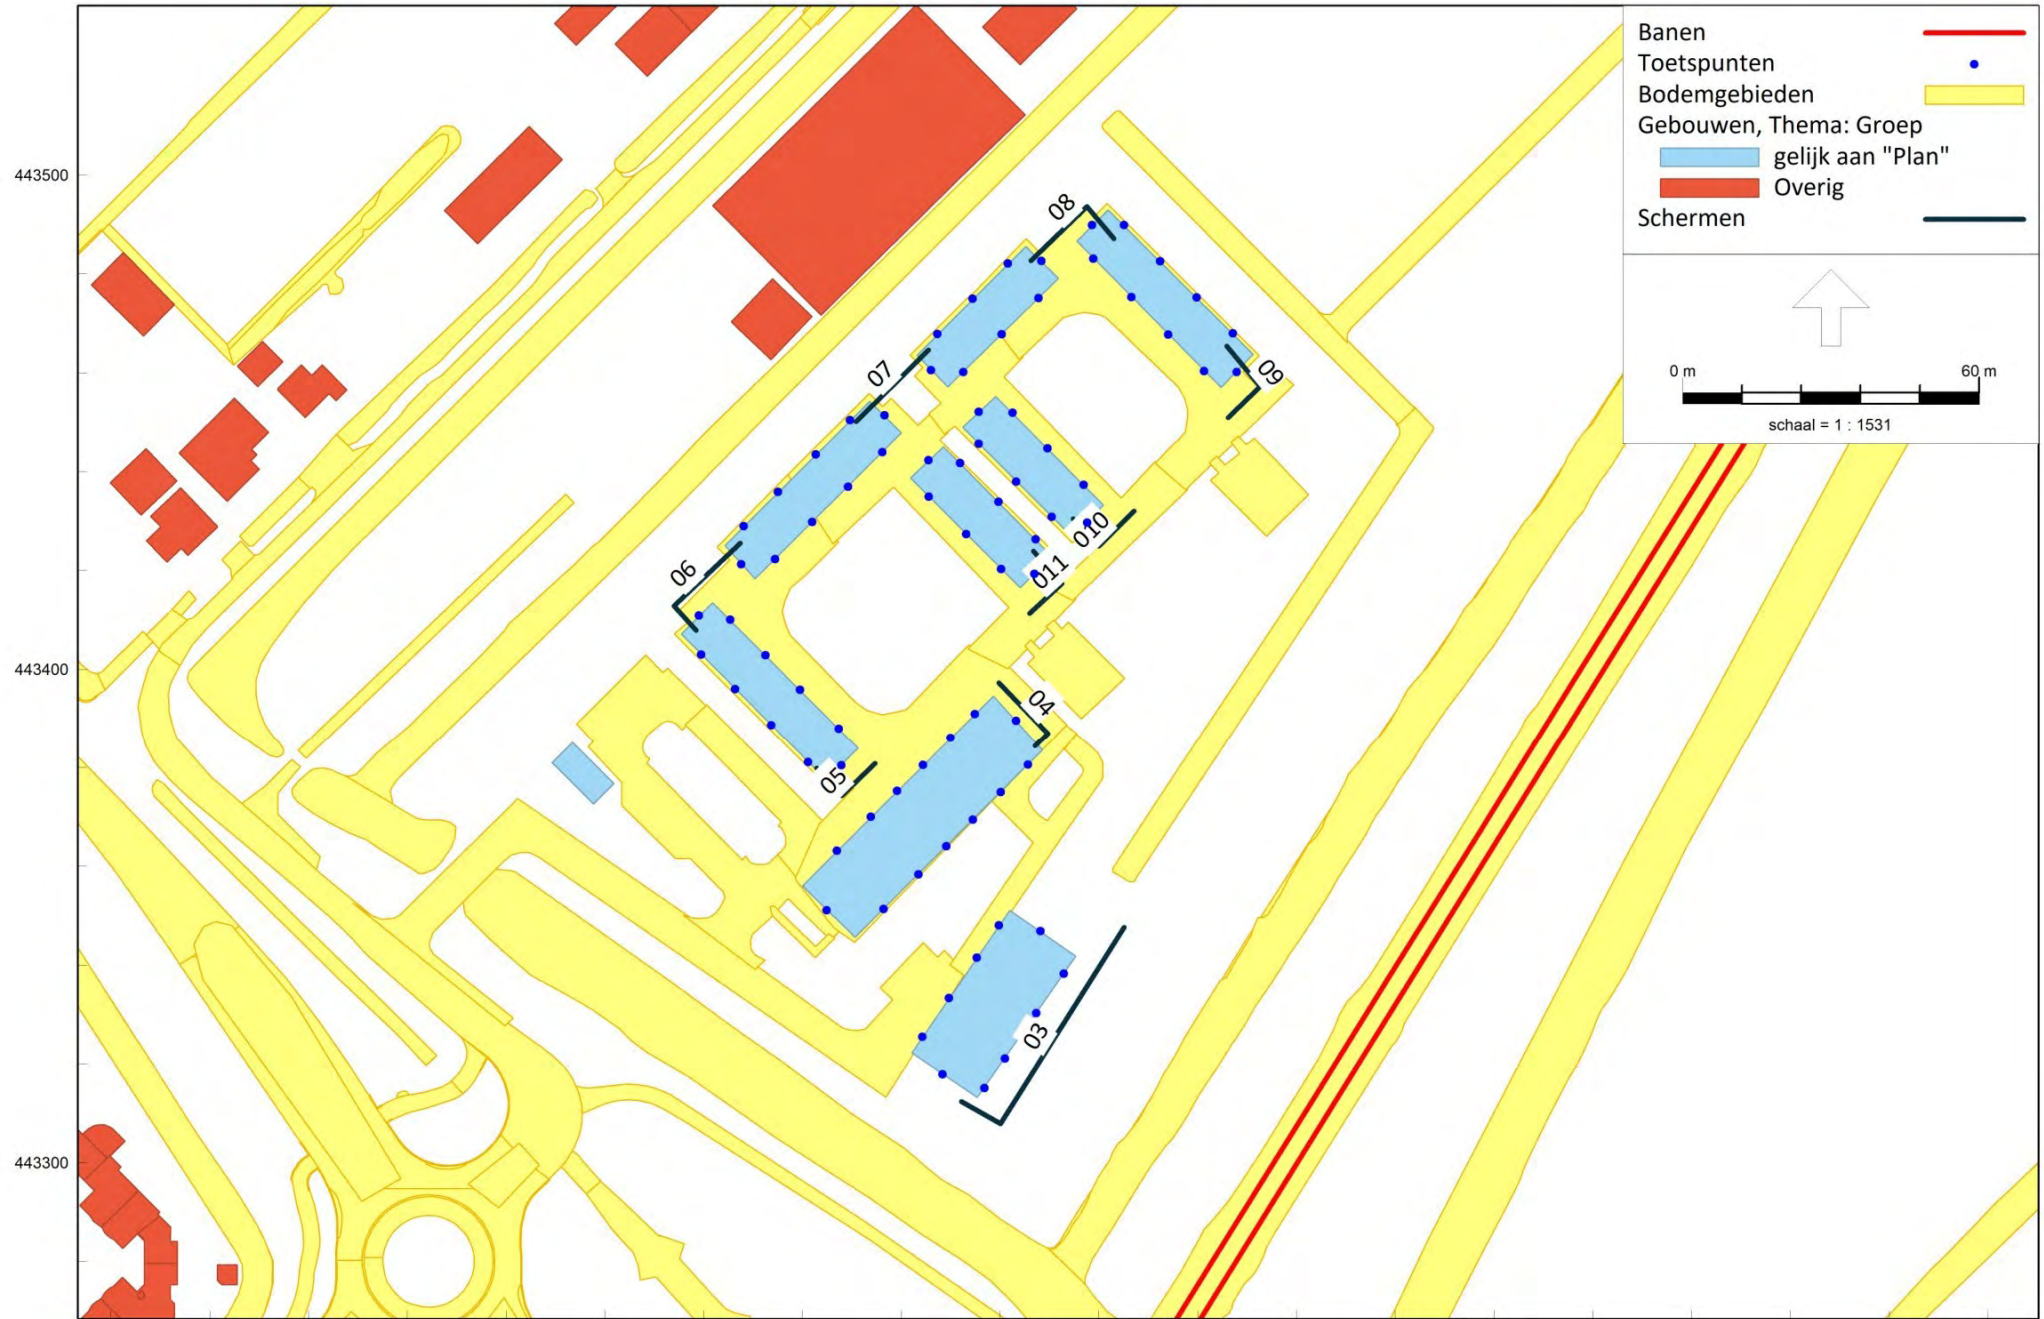 Banen
Toetspunten
Bodemgebieden
Gebouwen, Thema: Groep
gelijk aan "Plan"
Overig
Schermen
0 m 60 m
schaal = 1 : 1531
443500
443400
443300
08
07
09
06
010
011
04
05
03